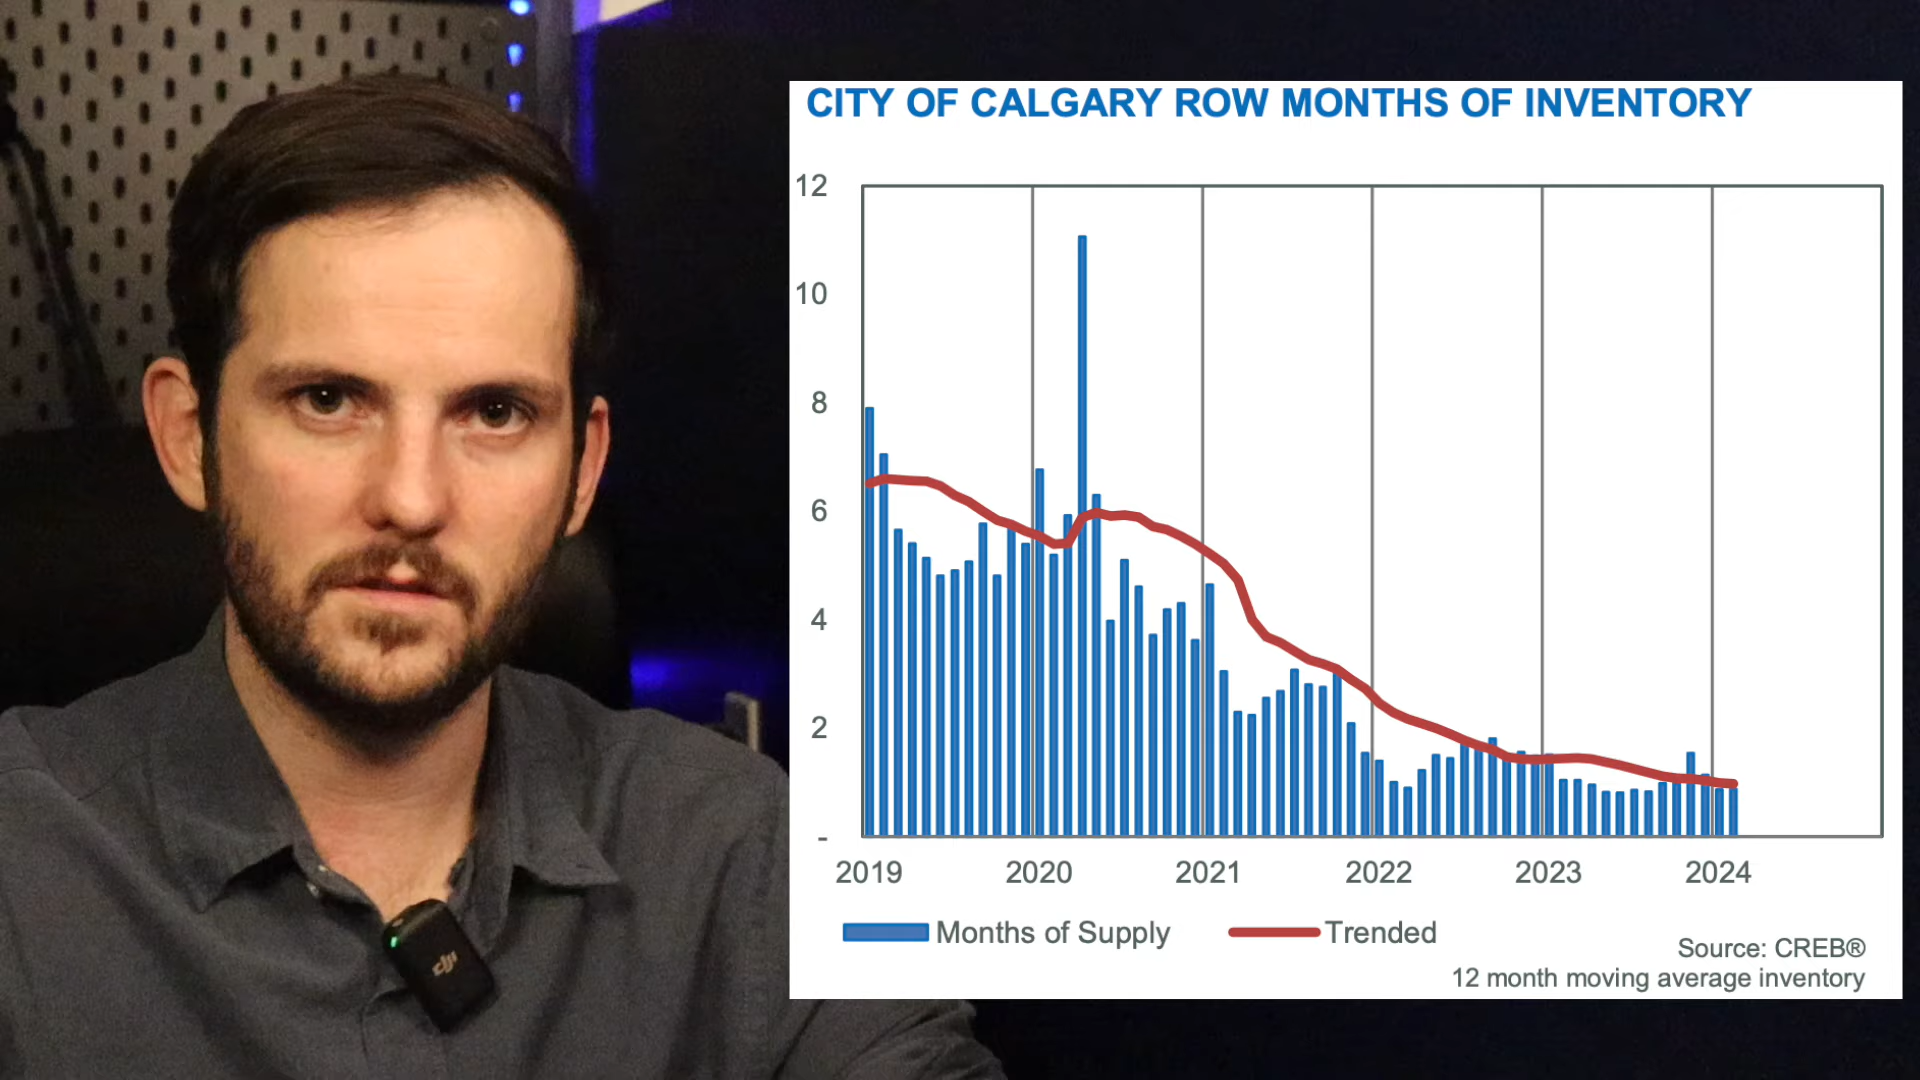 CITY OF CALGARY ROW MONTHS OF INVENTORY
12
10
8
6
4
2
-
2019 2020 2021 2022 2023 2024
Months of Supply Trended
Source: CREB®
12 month moving average inventory
dji